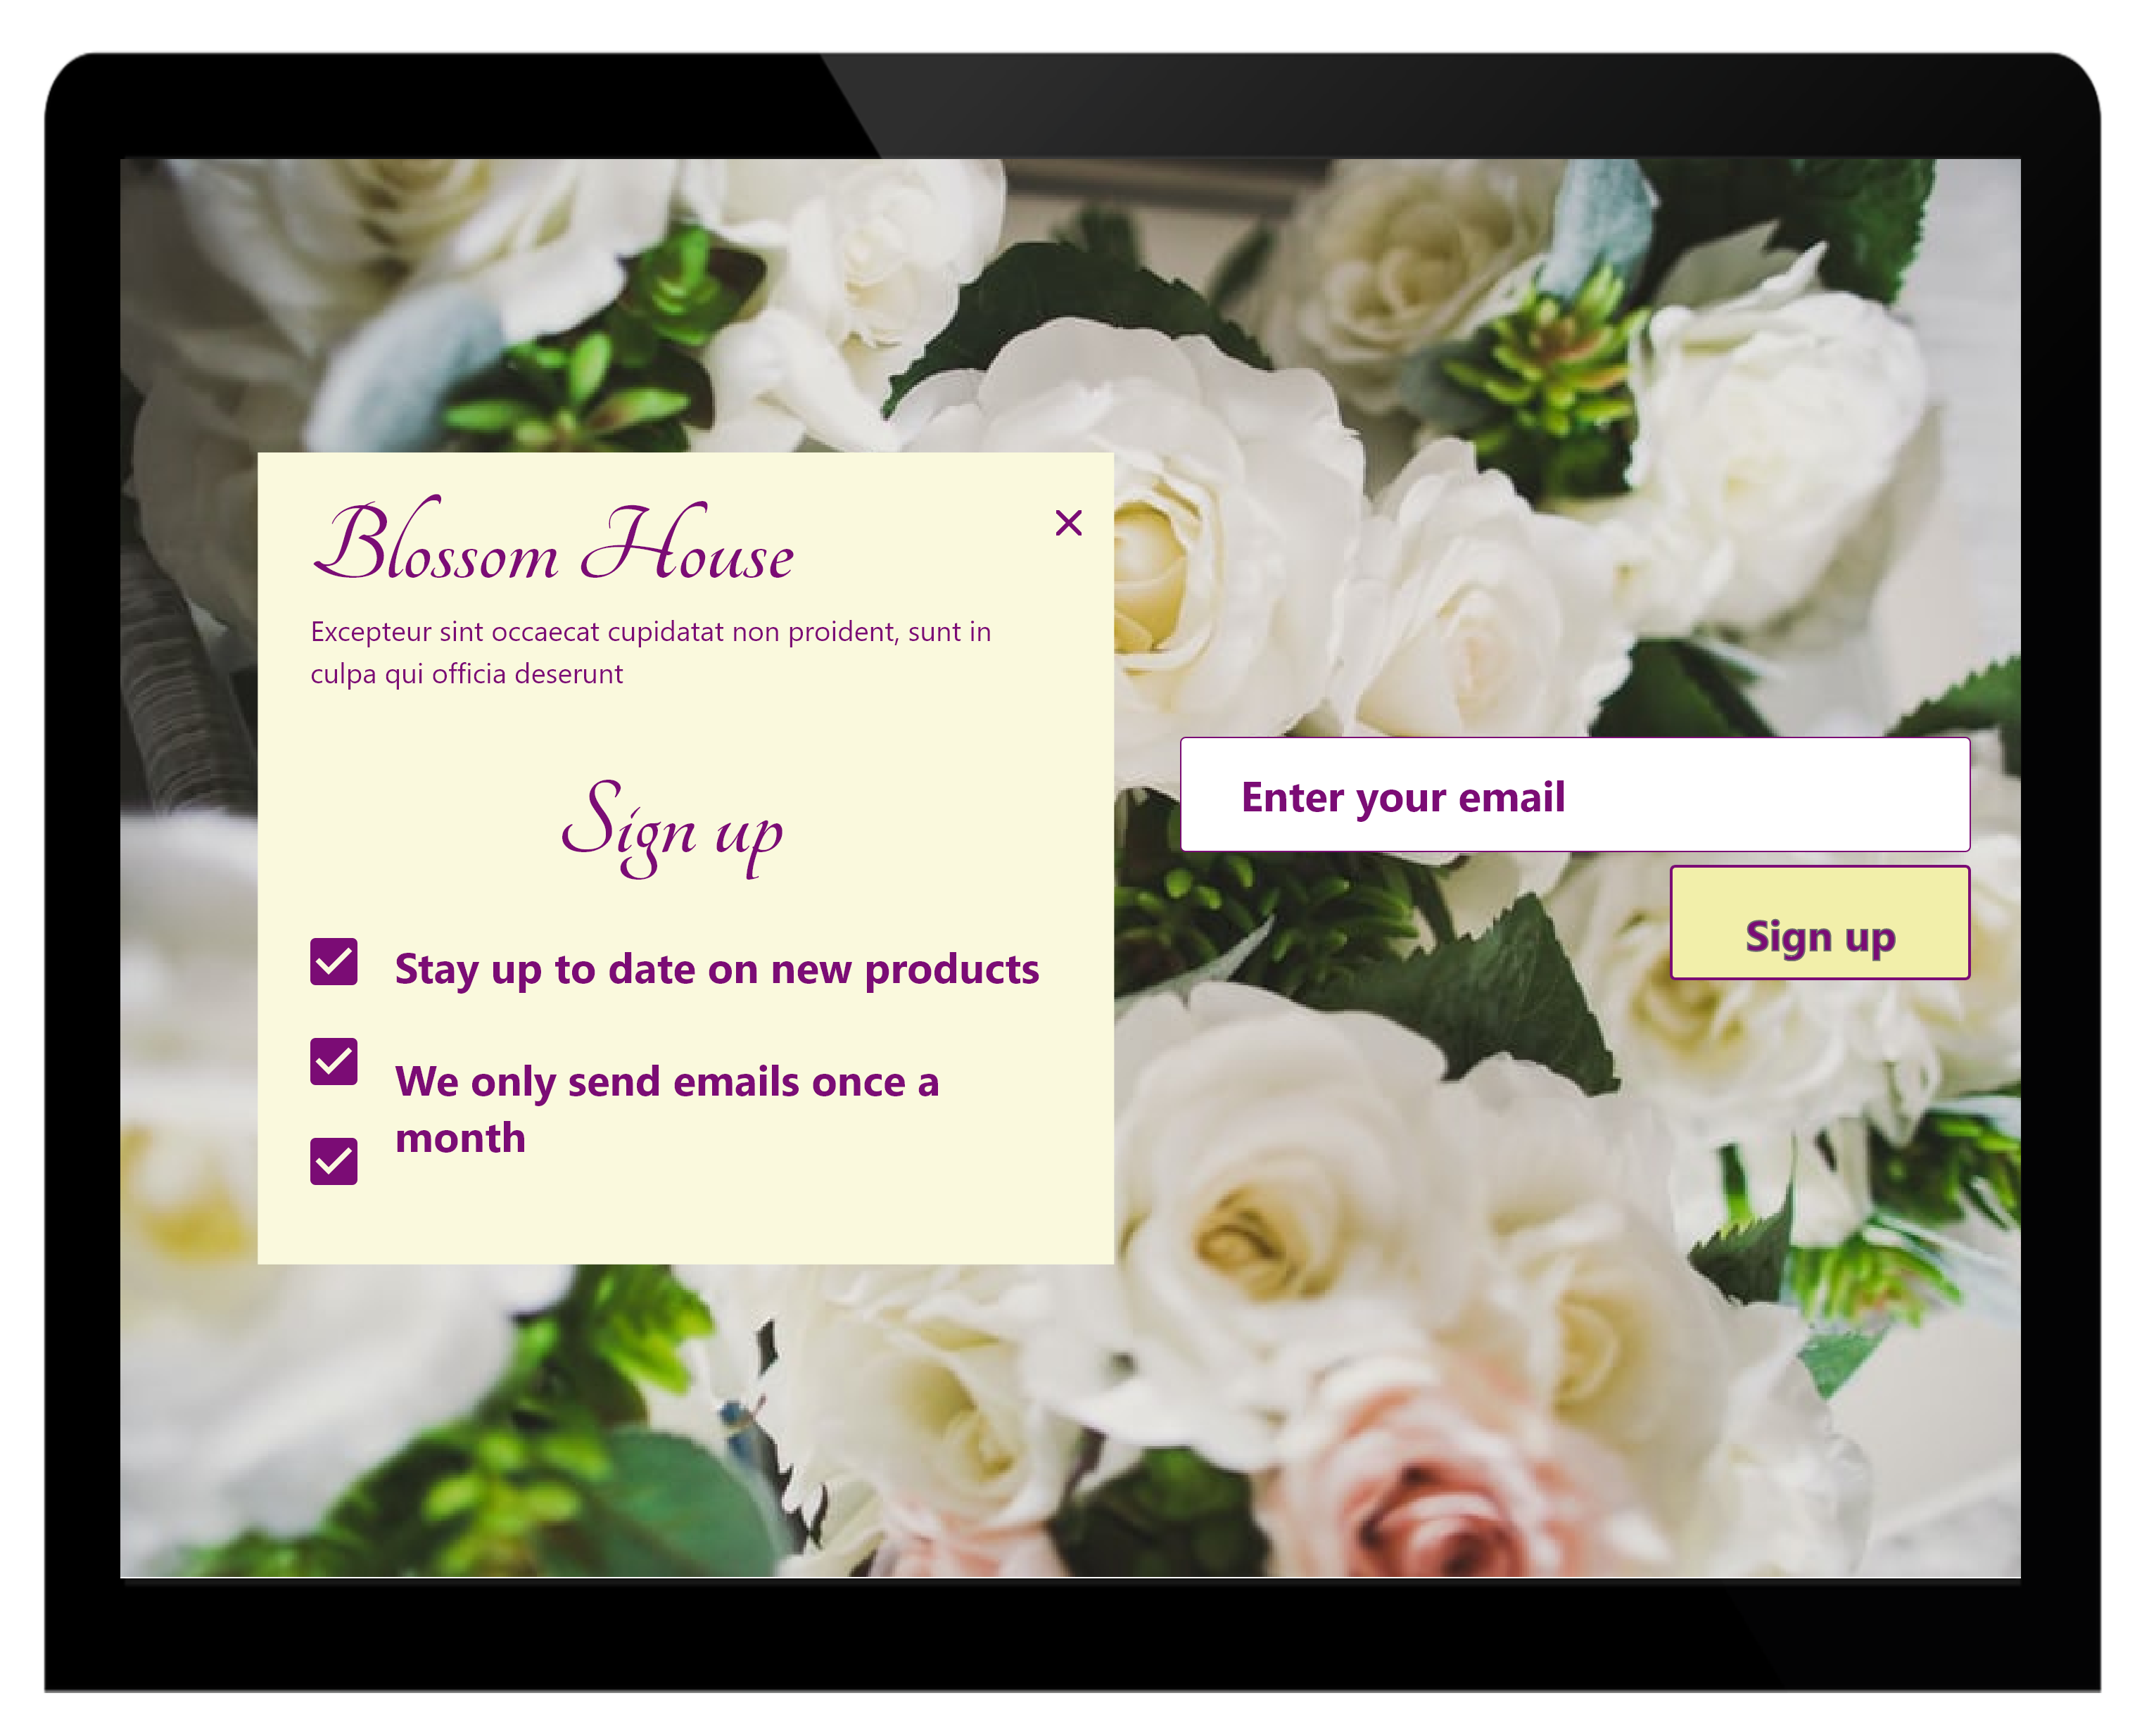 Blossom House
Excepteur sint occaecat cupidatat non proident, sunt in
culpa qui officia deserunt
Sign up
Stay up to date on new products
We only send emails once a
month
Enter your email
Sign up